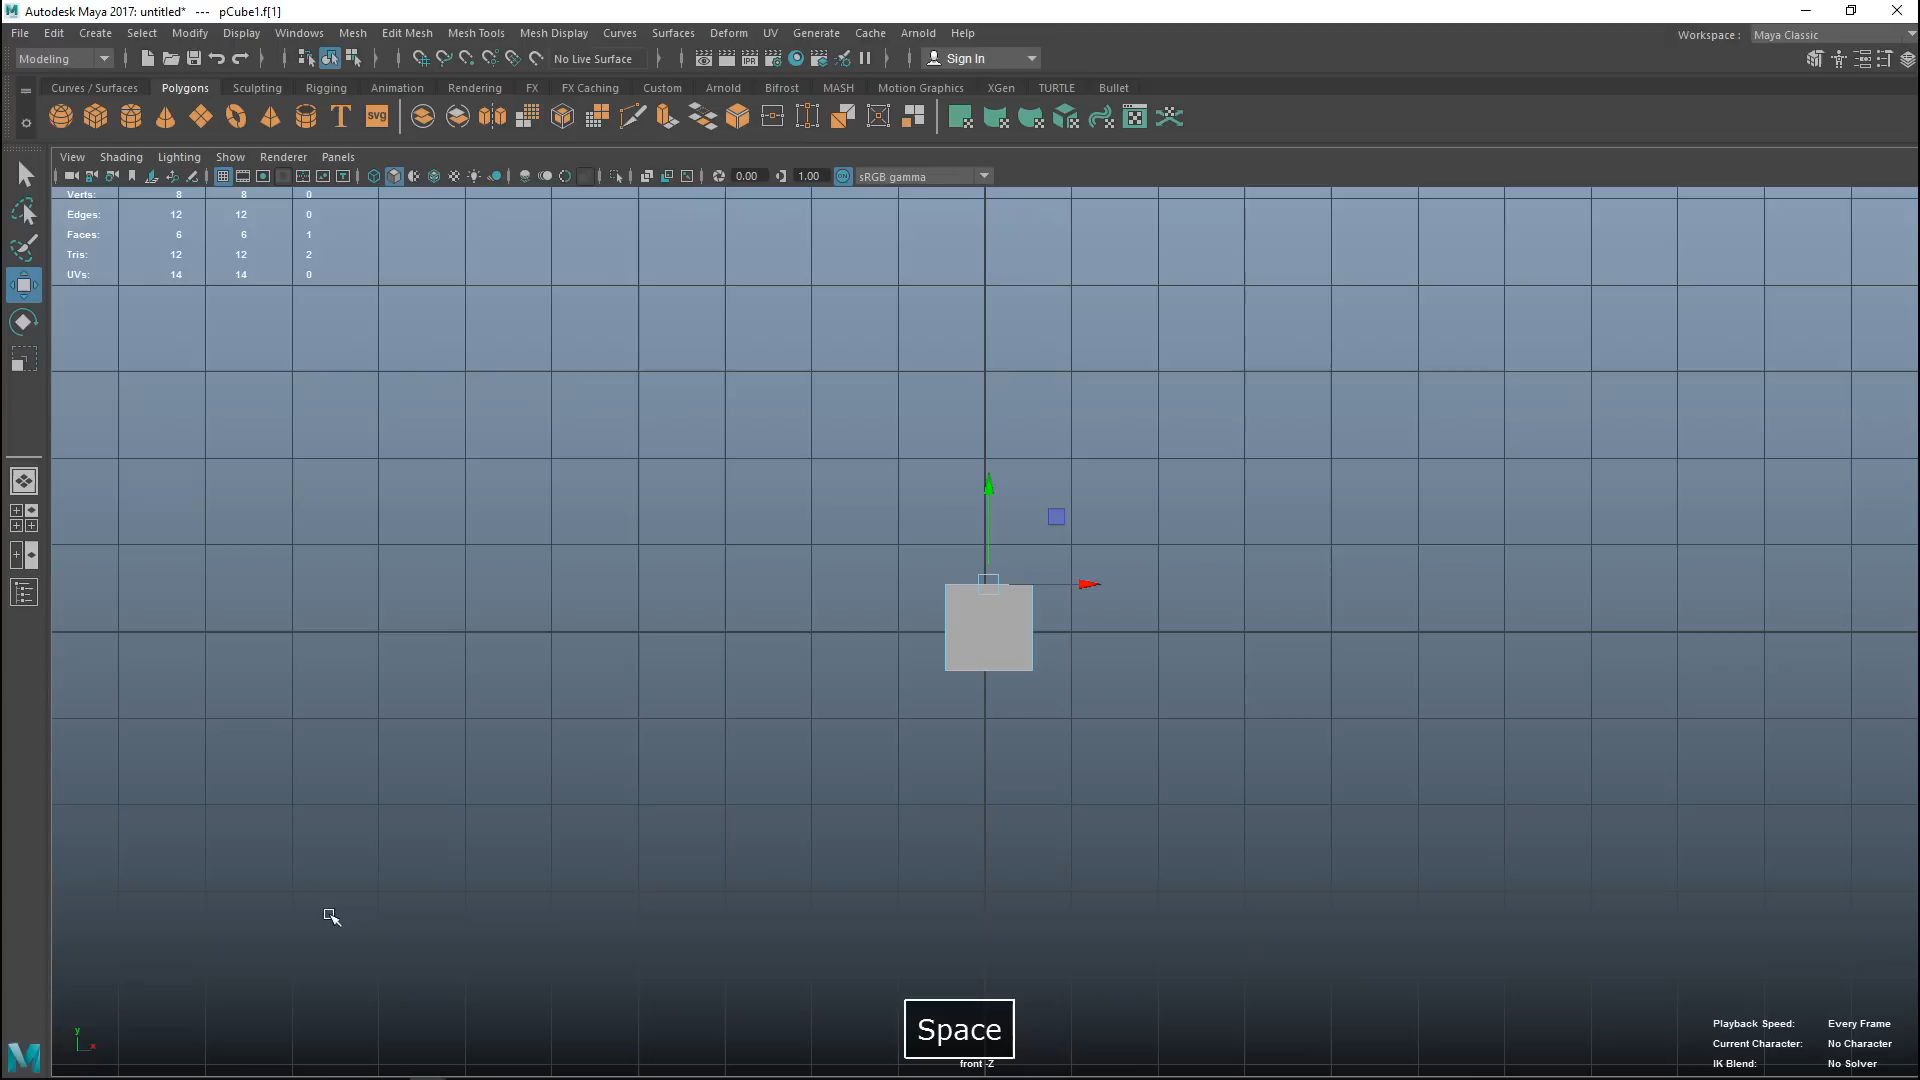 Autodesk Maya 2017: untitled*   ---   pCube1.f[1]
File Edit Create Select Modify Display Windows Mesh Edit Mesh Mesh Tools Mesh Display Curves Surfaces Deform UV Generate Cache Arnold Help
Workspace : Maya Classic
Modeling No Live Surface Sign In
Curves / Surfaces Polygons Sculpting Rigging Animation Rendering FX FX Caching Custom Arnold Bifrost MASH Motion Graphics XGen TURTLE Bullet
T svg
View Shading Lighting Show Renderer Panels
0.00 1.00 ON sRGB gamma
Verts: 8 8 0
Edges: 12 12 0
Faces: 6 6 1
Tris: 12 12 2
UVs: 14 14 0
Space
front -Z
y
x
Playback Speed: Every Frame
Current Character: No Character
IK Blend: No Solver